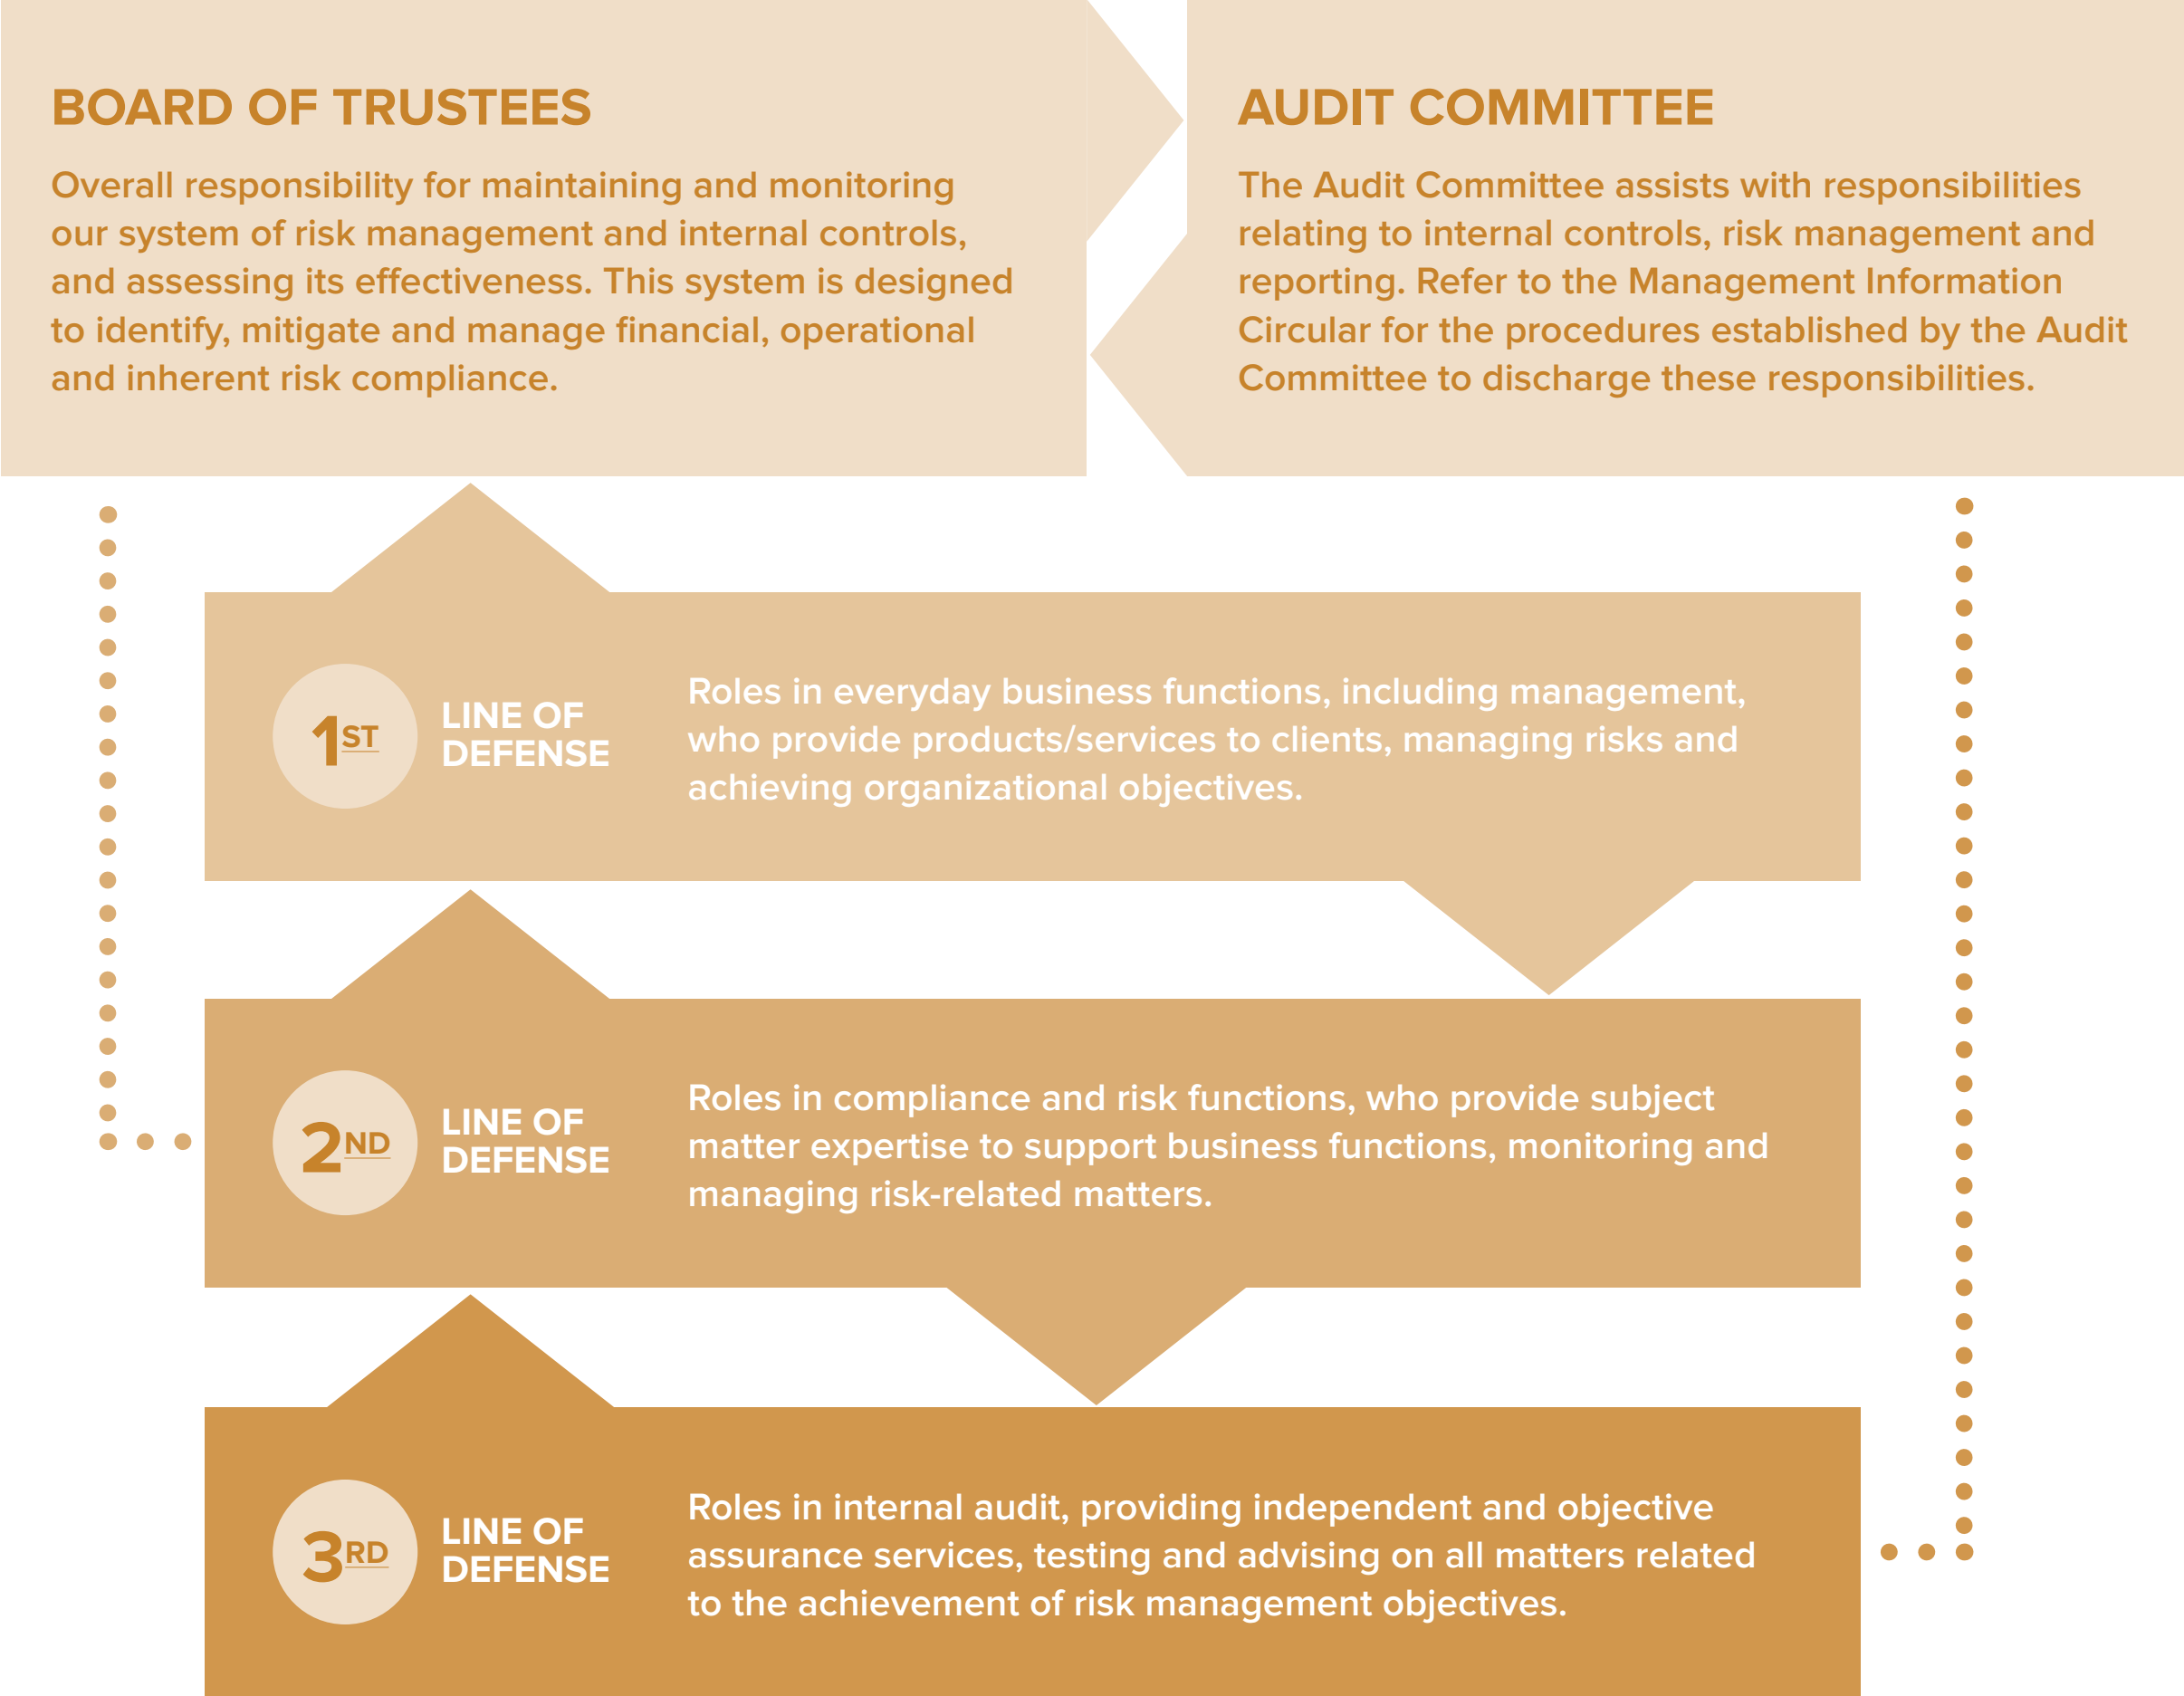 BOARD OF TRUSTEES
Overall responsibility for maintaining and monitoring
our system of risk management and internal controls,
and assessing its effectiveness. This system is designed
to identify, mitigate and manage financial, operational
and inherent risk compliance.
AUDIT COMMITTEE
The Audit Committee assists with responsibilities
relating to internal controls, risk management and
reporting. Refer to the Management Information
Circular for the procedures established by the Audit
Committee to discharge these responsibilities.
1ST
LINE OF
DEFENSE
Roles in everyday business functions, including management,
who provide products/services to clients, managing risks and
achieving organizational objectives.
2ND
LINE OF
DEFENSE
Roles in compliance and risk functions, who provide subject
matter expertise to support business functions, monitoring and
managing risk-related matters.
3RD
LINE OF
DEFENSE
Roles in internal audit, providing independent and objective
assurance services, testing and advising on all matters related
to the achievement of risk management objectives.